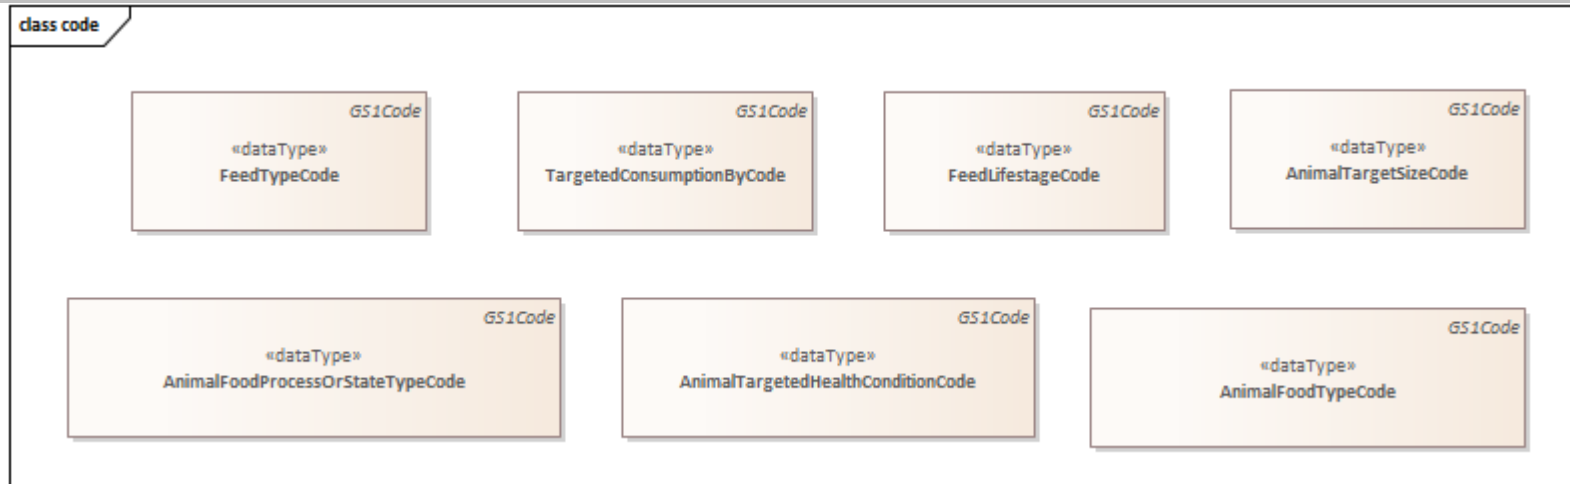 class code
GS1Code
«dataType»
FeedTypeCode
GS1Code
«dataType»
TargetedConsumptionByCode
GS1Code
«dataType»
FeedLifestageCode
GS1Code
«dataType»
AnimalTargetSizeCode
GS1Code
«dataType»
AnimalFoodProcessOrStateTypeCode
GS1Code
«dataType»
AnimalTargetedHealthConditionCode
GS1Code
«dataType»
AnimalFoodTypeCode